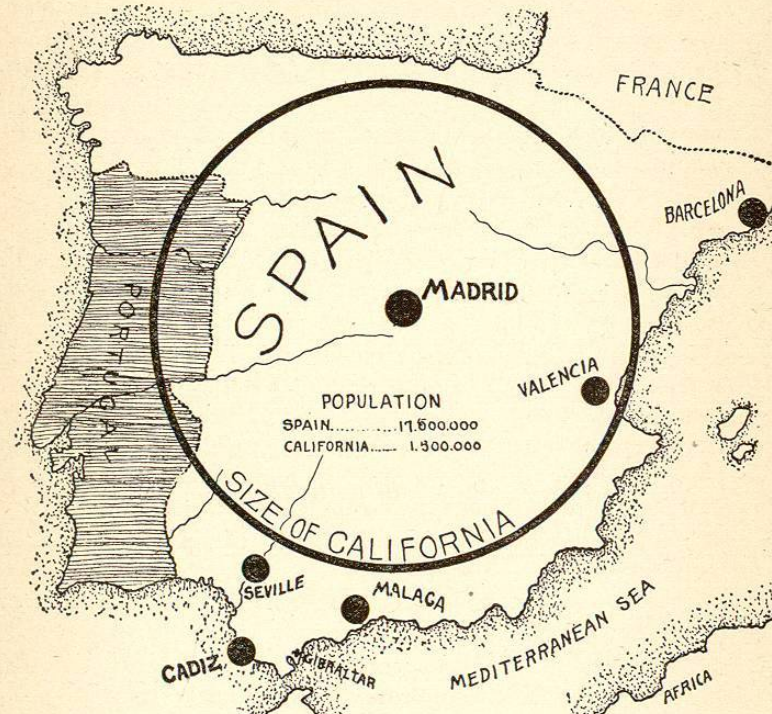 FRANCE
SPAIN
BARCELONA
MADRID
PORTUGAL
VALENCIA
POPULATION
SPAIN............17.600.000
CALIFORNIA..... 1.500.000
SIZE OF CALIFORNIA
SEVILLE
MALAGA
CADIZ
GIBRALTAR
MEDITERRANEAN SEA
AFRICA